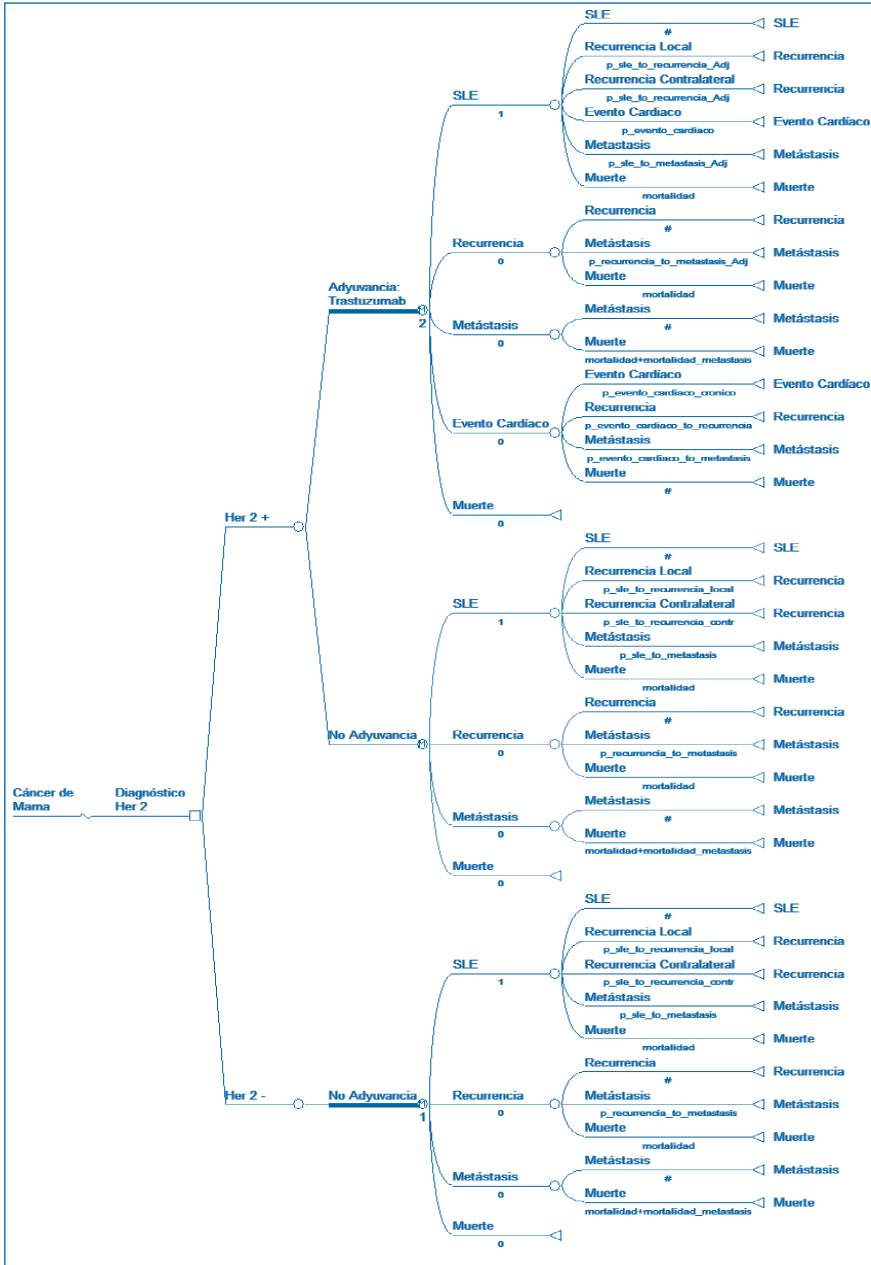 SLE
#
SLE
Recurrencia Local
p_sle_to_recurrencia_Adj
Recurrencia
Recurrencia Contralateral
p_sle_to_recurrencia_Adj
Recurrencia
Evento Cardiaco
p_evento_cardiaco
Evento Cardíaco
Metastasis
p_sle_to_metastasis_Adj
Metástasis
Muerte
mortalidad
Muerte
SLE
1
Recurrencia
#
Recurrencia
Metástasis
p_recurrencia_to_metastasis_Adj
Metástasis
Muerte
mortalidad
Muerte
Recurrencia
0
Adyuvancia:
Trastuzumab
M
2
Metástasis
#
Metástasis
Muerte
mortalidad+mortalidad_metastasis
Muerte
Metástasis
0
Evento Cardíaco
p_evento_cardiaco_cronico
Evento Cardíaco
Recurrencia
p_evento_cardiaco_to_recurrencia
Recurrencia
Metástasis
p_evento_cardiaco_to_metastasis
Metástasis
Muerte
#
Muerte
Evento Cardíaco
0
Muerte
0
Her 2 +
SLE
#
SLE
Recurrencia Local
p_sle_to_recurrencia_local
Recurrencia
Recurrencia Contralateral
p_sle_to_recurrencia_contr
Recurrencia
Metástasis
p_sle_to_metastasis
Metástasis
Muerte
mortalidad
Muerte
SLE
1
Recurrencia
#
Recurrencia
Metástasis
p_recurrencia_to_metastasis
Metástasis
Muerte
mortalidad
Muerte
Recurrencia
0
No Adyuvancia
M
Metástasis
#
Metástasis
Muerte
mortalidad+mortalidad_metastasis
Muerte
Metástasis
0
Muerte
0
Cáncer de
Mama
Diagnóstico
Her 2
SLE
#
SLE
Recurrencia Local
p_sle_to_recurrencia_local
Recurrencia
Recurrencia Contralateral
p_sle_to_recurrencia_contr
Recurrencia
Metástasis
p_sle_to_metastasis
Metástasis
Muerte
mortalidad
Muerte
SLE
1
Recurrencia
#
Recurrencia
Metástasis
p_recurrencia_to_metastasis
Metástasis
Muerte
mortalidad
Muerte
Recurrencia
0
Her 2 -
No Adyuvancia
M
1
Metástasis
#
Metástasis
Muerte
mortalidad+mortalidad_metastasis
Muerte
Metástasis
0
Muerte
0